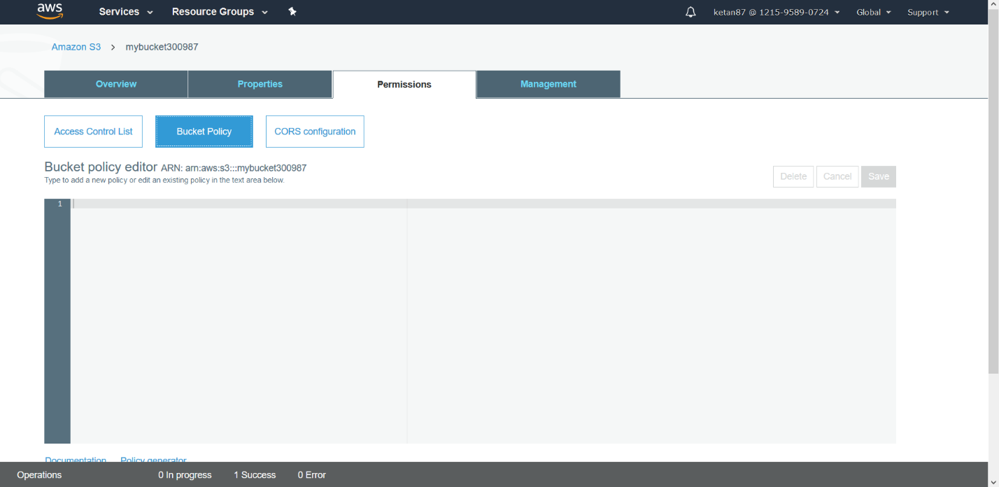 aws Services Resource Groups ketan87 @ 1215-9589-0724 Global Support
Amazon S3 > mybucket300987
Overview Properties Permissions Management
Access Control List Bucket Policy CORS configuration
Bucket policy editor ARN: arn:aws:s3:::mybucket300987
Type to add a new policy or edit an existing policy in the text area below.
Delete Cancel Save
1
Documentation Policy generator
Operations 0 In progress 1 Success 0 Error